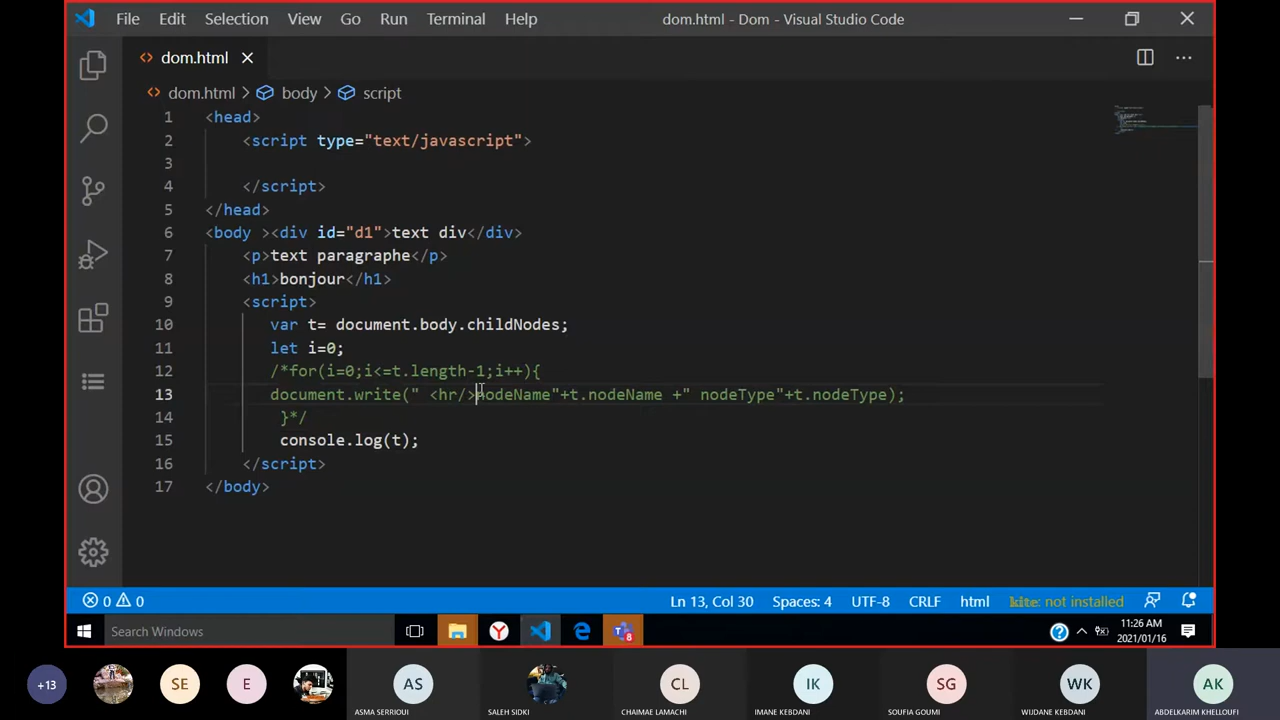 File Edit Selection View Go Run Terminal Help dom.html - Dom - Visual Studio Code
dom.html
dom.html > body > script
1 <head>
2 <script type="text/javascript">
3
4 </script>
5 </head>
6 <body ><div id="d1">text div</div>
7 <p>text paragraphe</p>
8 <h1>bonjour</h1>
9 <script>
10 var t= document.body.childNodes;
11 let i=0;
12 /*for(i=0;i<=t.length-1;i++){
13 document.write(" <hr/>nodeName"+t.nodeName +" nodeType"+t.nodeType);
14 }*/
15 console.log(t);
16 </script>
17 </body>
0 0 Ln 13, Col 30 Spaces: 4 UTF-8 CRLF html kite: not installed
Search Windows
8
11:26 AM
2021/01/16
+13 SE E AS CL IK SG WK AK
ASMA SERRIOUI SALEH SIDKI CHAIMAE LAMACHI IMANE KEBDANI SOUFIA GOUMI WIJDANE KEBDANI ABDELKARIM KHELLOUFI